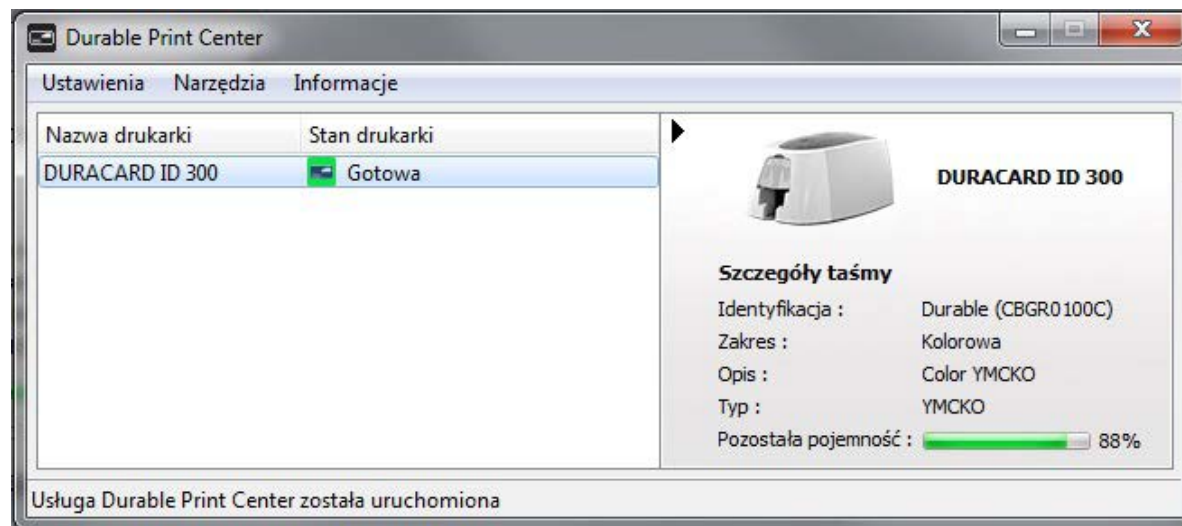 Durable Print Center
Ustawienia Narzędzia Informacje
Nazwa drukarki Stan drukarki
DURACARD ID 300 Gotowa
DURACARD ID 300
Szczegóły taśmy
Identyfikacja : Durable (CBGR0100C)
Zakres : Kolorowa
Opis : Color YMCKO
Typ : YMCKO
Pozostała pojemność : 88%
Usługa Durable Print Center została uruchomiona